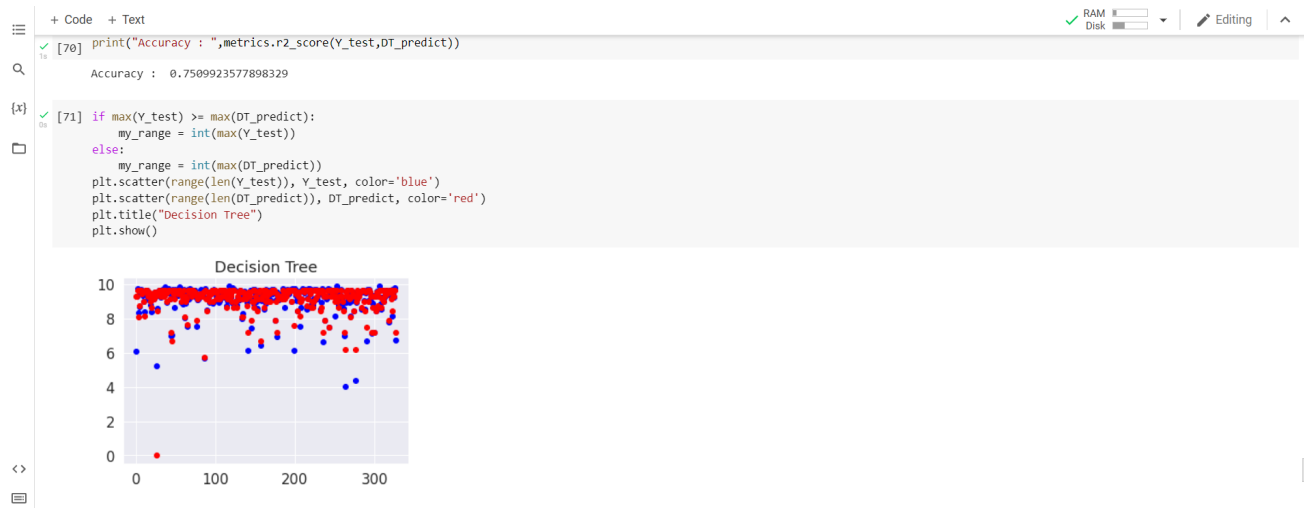 + Code + Text
RAM
Disk
Editing
[70] print("Accuracy : ",metrics.r2_score(Y_test,DT_predict))
1s
Accuracy :  0.7509923577898329
{x}
[71] if max(Y_test) >= max(DT_predict):
0s
    my_range = int(max(Y_test))
else:
    my_range = int(max(DT_predict))
plt.scatter(range(len(Y_test)), Y_test, color='blue')
plt.scatter(range(len(DT_predict)), DT_predict, color='red')
plt.title("Decision Tree")
plt.show()
Decision Tree
10
8
6
4
2
0
0 100 200 300